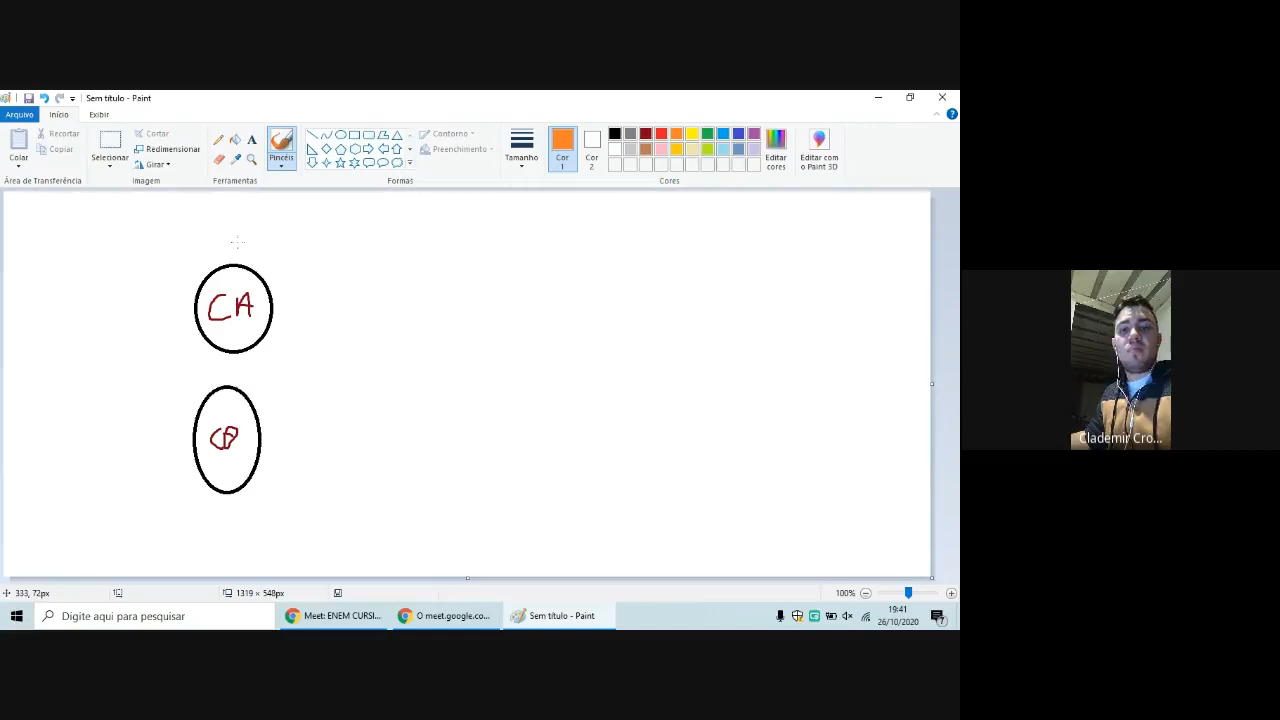 Sem título - Paint
Arquivo Início Exibir
Colar
Recortar
Copiar
Área de Transferência
Selecionar
Cortar
Redimensionar
Girar
Imagem
A
Ferramentas
Pincéis
Contorno
Preenchimento
Formas
Tamanho
Cor 1
Cor 2
Editar cores
Cores
Editar com o Paint 3D
CA
CB
Clademir Cro...
333, 72px
1319 × 548px
100%
Digite aqui para pesquisar
Meet: ENEM CURSI...
O meet.google.co...
Sem título - Paint
19:41
26/10/2020
7